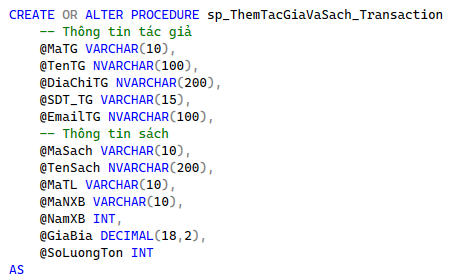 CREATE OR ALTER PROCEDURE sp_ThemTacGiaVaSach_Transaction
    -- Thông tin tác giả
    @MaTG VARCHAR(10),
    @TenTG NVARCHAR(100),
    @DiaChiTG NVARCHAR(200),
    @SDT_TG VARCHAR(15),
    @EmailTG NVARCHAR(100),
    -- Thông tin sách
    @MaSach VARCHAR(10),
    @TenSach NVARCHAR(200),
    @MaTL VARCHAR(10),
    @MaNXB VARCHAR(10),
    @NamXB INT,
    @GiaBia DECIMAL(18,2),
    @SoLuongTon INT
AS